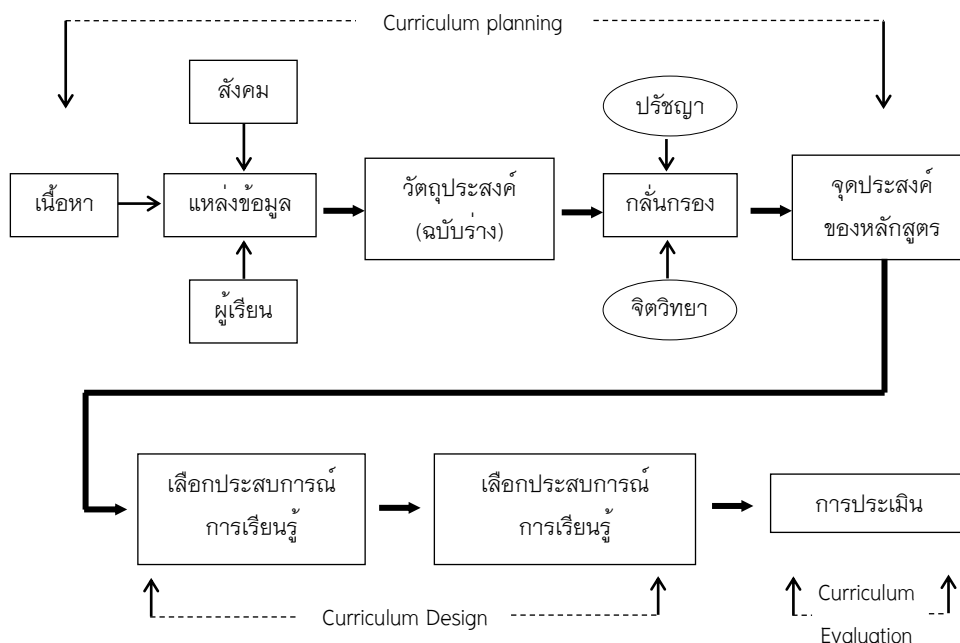 Curriculum planning
สังคม
ปรัชญา
เนื้อหา
แหล่งข้อมูล
วัตถุประสงค์
(ฉบับร่าง)
กลั่นกรอง
จุดประสงค์
ของหลักสูตร
ผู้เรียน
จิตวิทยา
เลือกประสบการณ์
การเรียนรู้
เลือกประสบการณ์
การเรียนรู้
การประเมิน
Curriculum Design
Curriculum
Evaluation